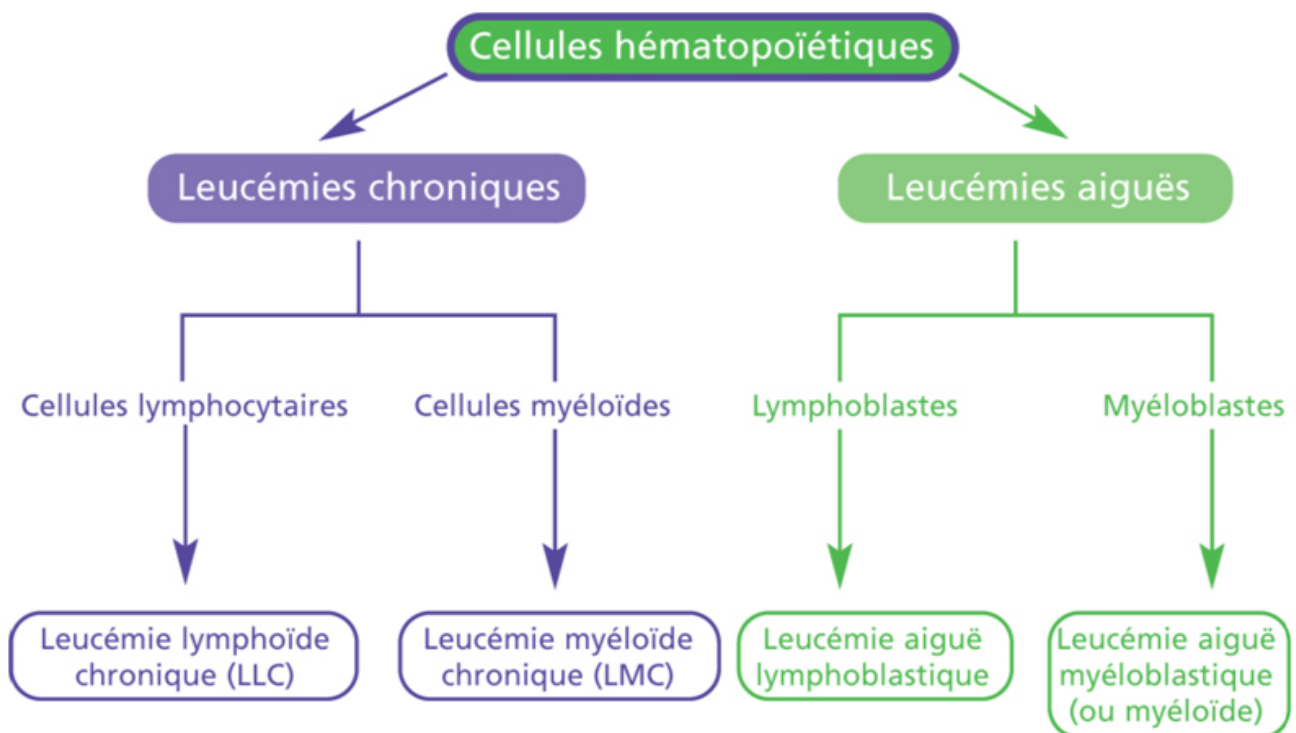 Cellules hématopoïétiques
Leucémies chroniques
Leucémies aiguës
Cellules lymphocytaires
Cellules myéloïdes
Lymphoblastes
Myéloblastes
Leucémie lymphoïde
chronique (LLC)
Leucémie myéloïde
chronique (LMC)
Leucémie aiguë
lymphoblastique
Leucémie aiguë
myéloblastique
(ou myéloïde)